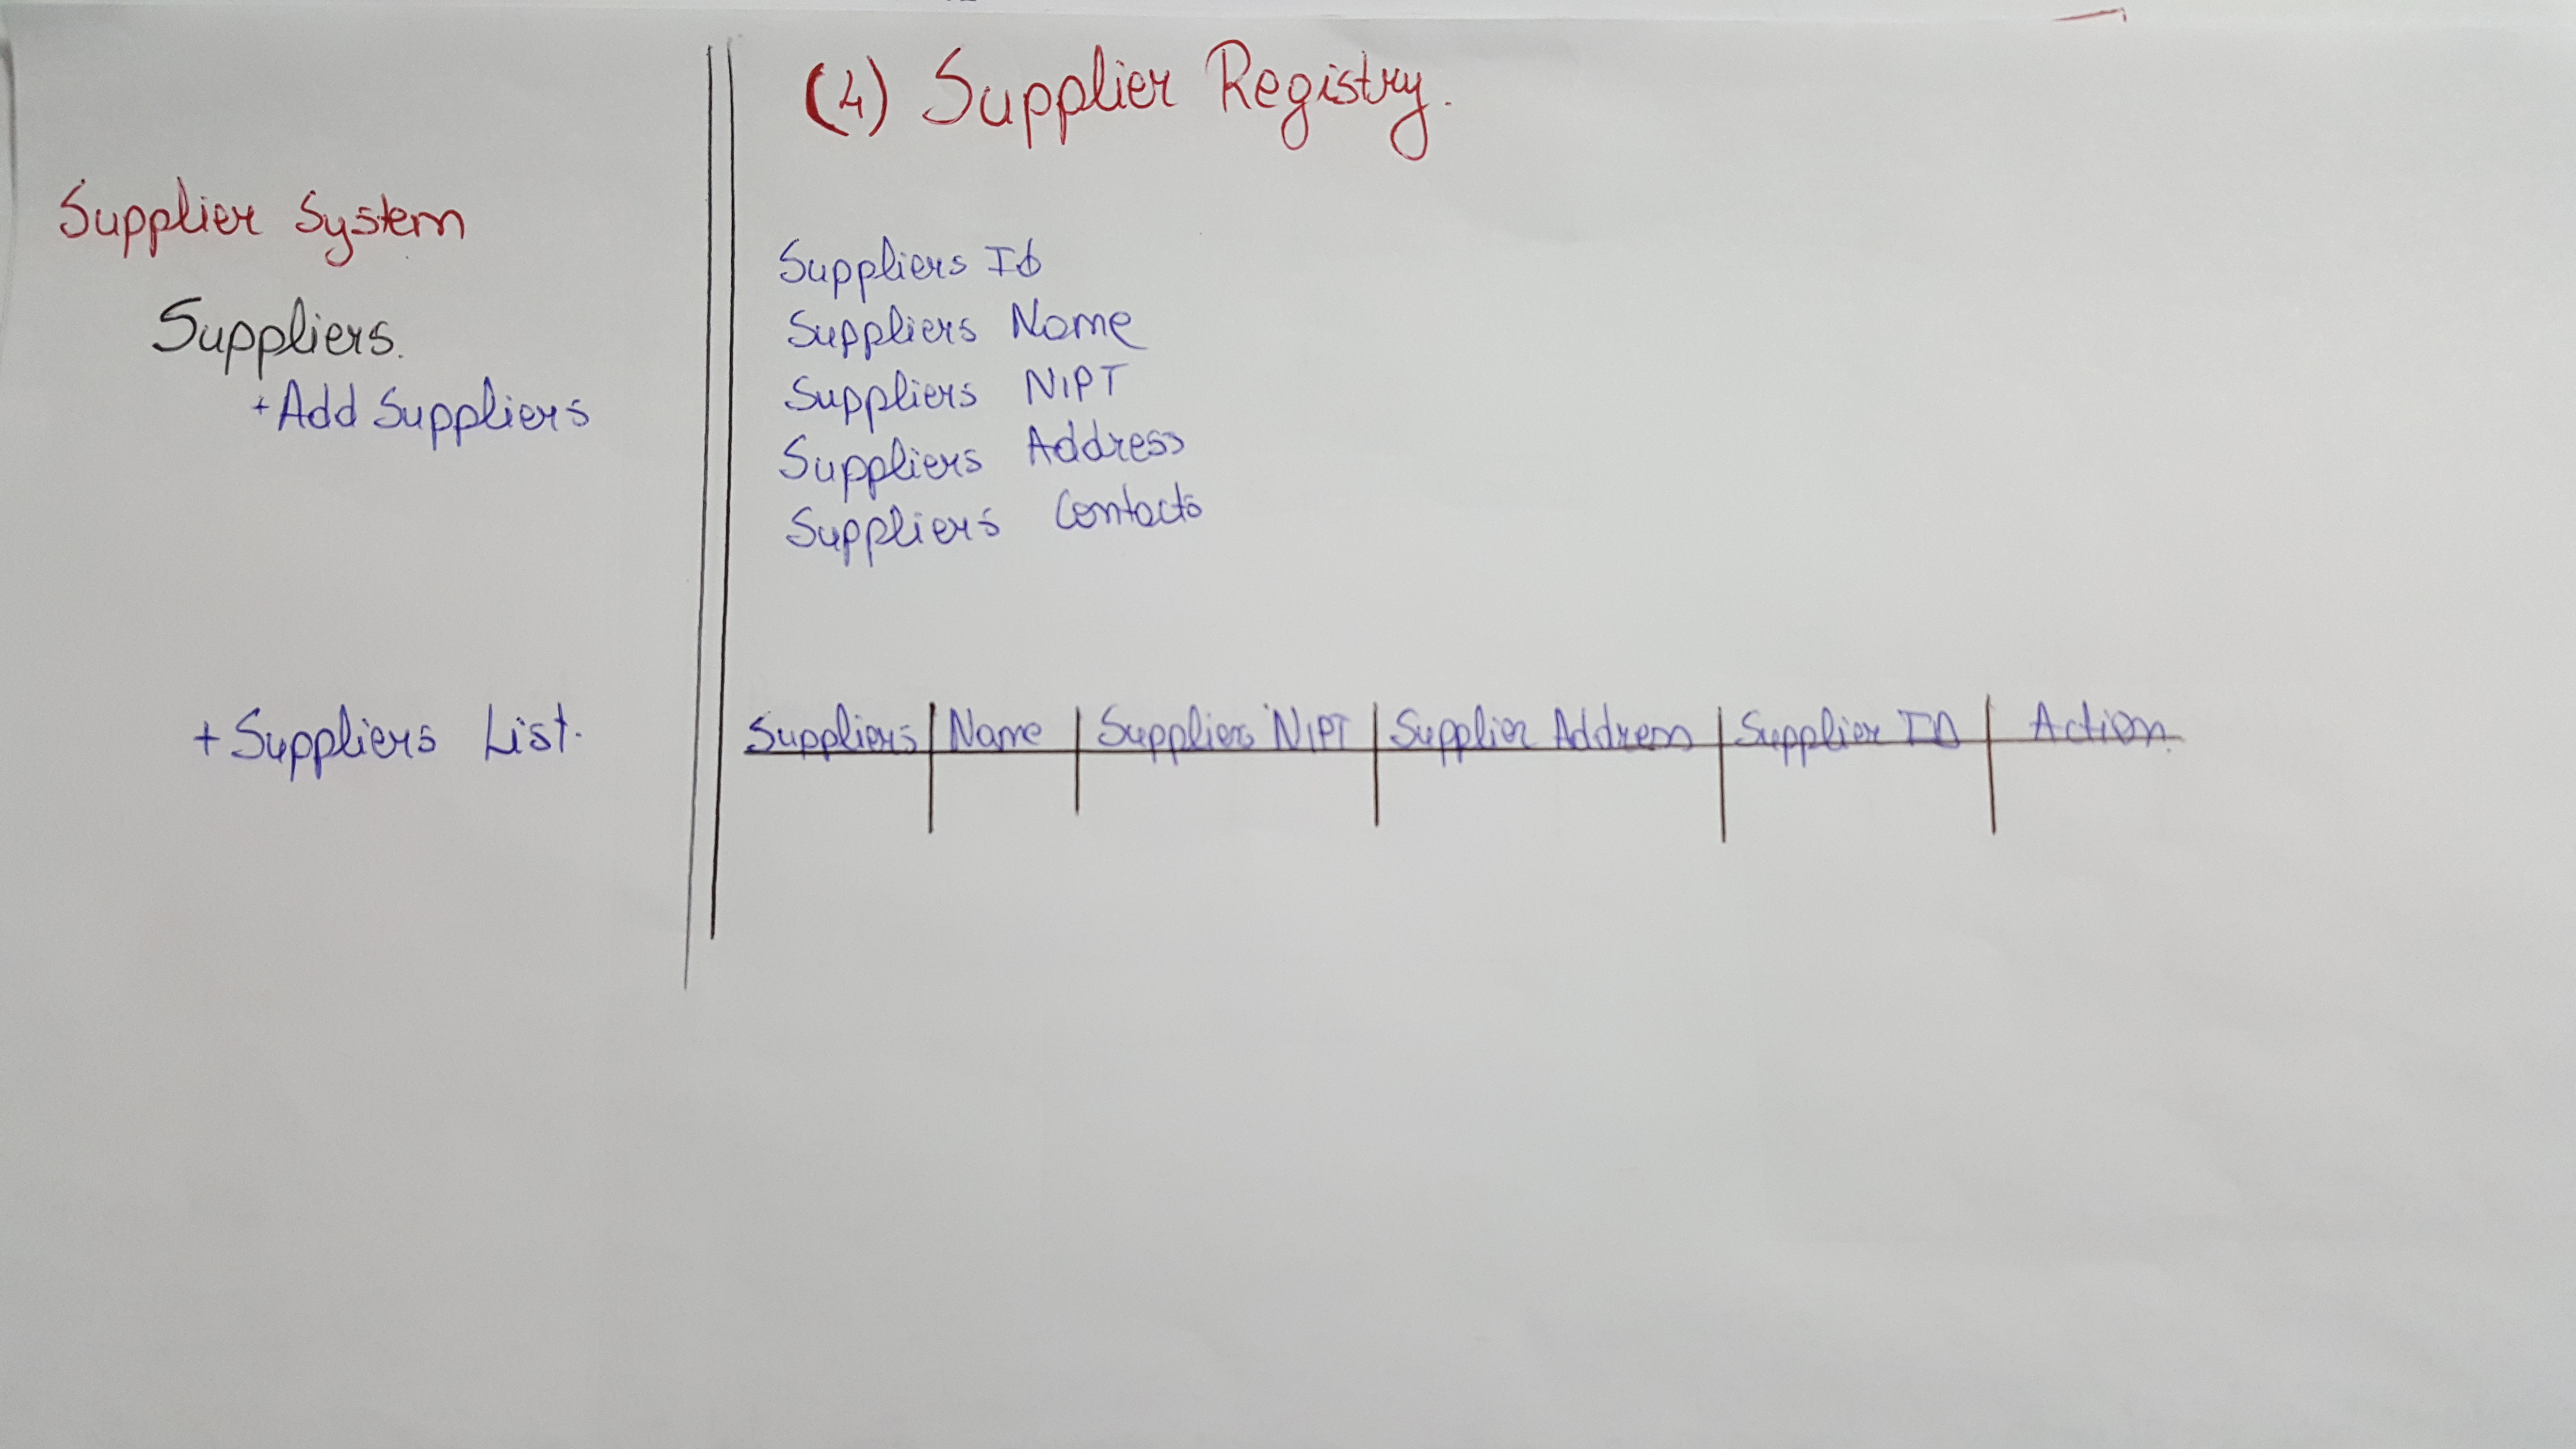 (4) Supplier Registry.
Supplier System
Suppliers.
+Add Suppliers
Suppliers Id
Suppliers Name
Suppliers NIPT
Suppliers Address
Suppliers Contacts
+ Suppliers List.
Suppliers | Name | Suppliers NIPT | Supplier Address | Supplier ID | Action.